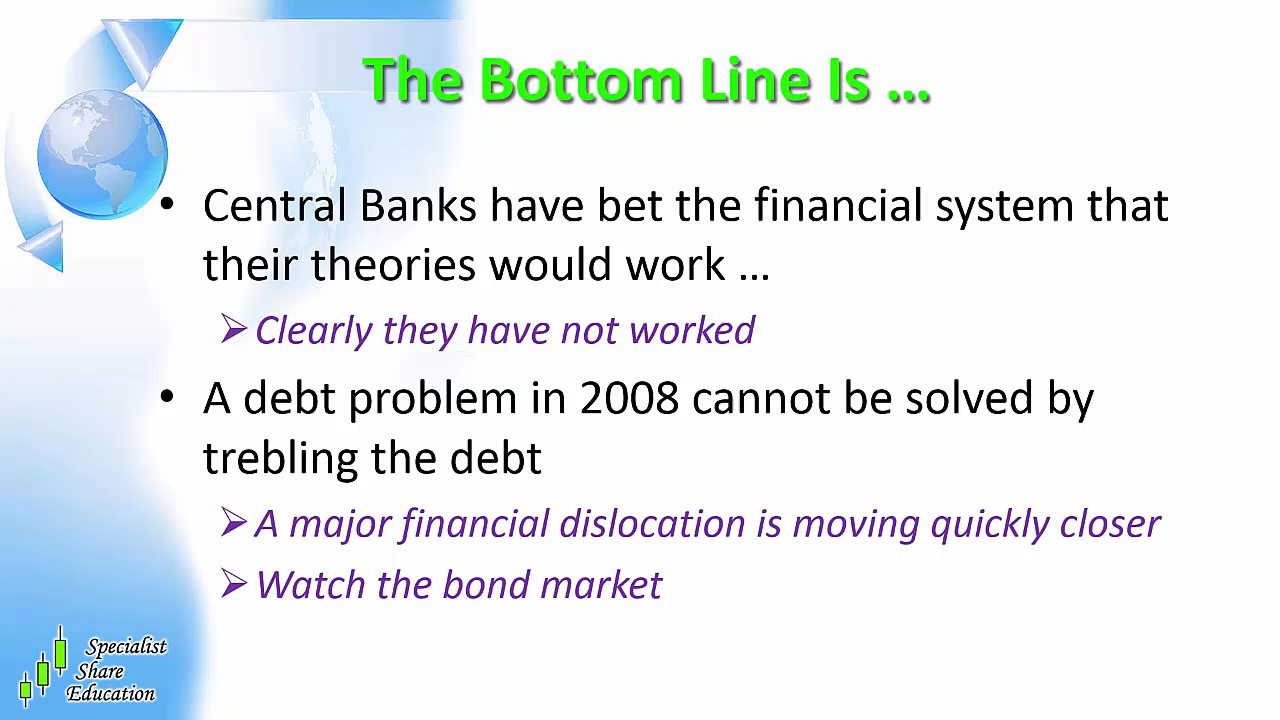 The Bottom Line Is ...
• Central Banks have bet the financial system that
their theories would work ...
➢ Clearly they have not worked
• A debt problem in 2008 cannot be solved by
trebling the debt
➢ A major financial dislocation is moving quickly closer
➢ Watch the bond market
Specialist
Share
Education